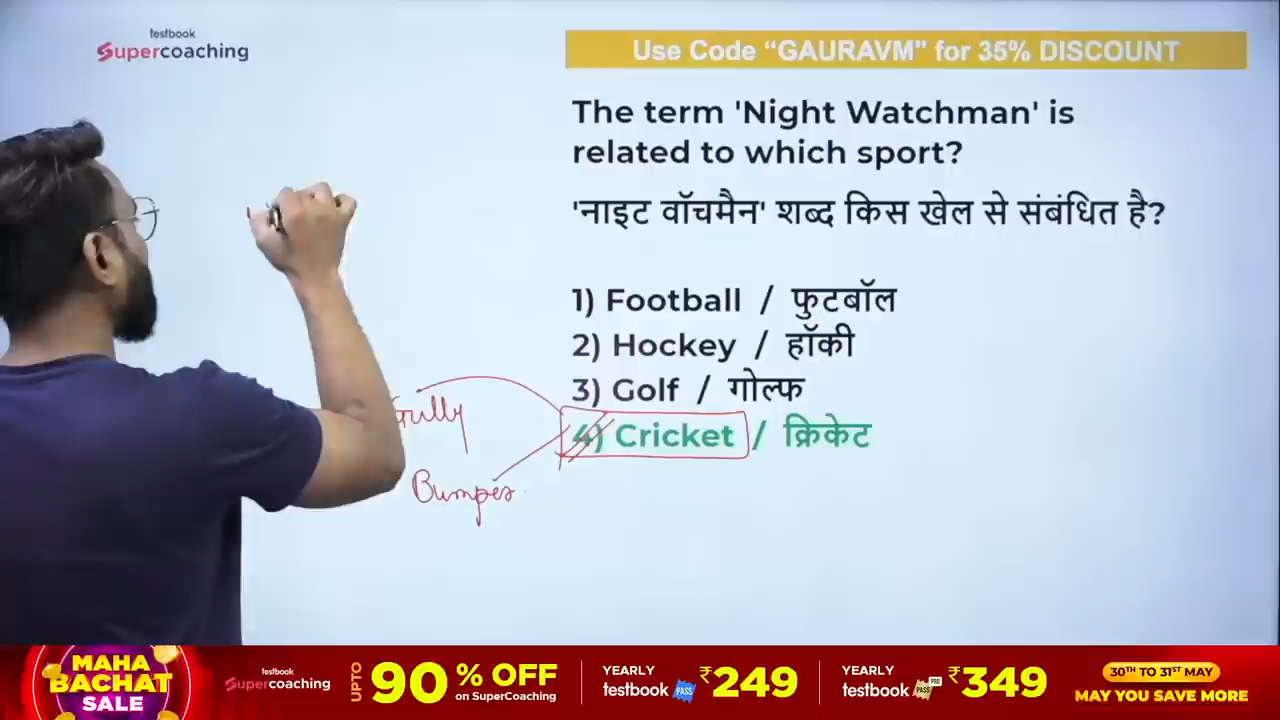 testbook
Supercoaching
Use Code “GAURAVM" for 35% DISCOUNT
The term 'Night Watchman' is
related to which sport?
'नाइट वॉचमैन' शब्द किस खेल से संबंधित है?
1) Football / फुटबॉल
2) Hockey / हॉकी
3) Golf / गोल्फ
4) Cricket / क्रिकेट
Gully
Bumper
MAHA
BACHAT
SALE
testbook
Supercoaching
UPTO 90% OFF
on SuperCoaching
YEARLY
testbook PASS
₹249
YEARLY
testbook PASS PRO
₹349
30TH TO 31ST MAY
MAY YOU SAVE MORE